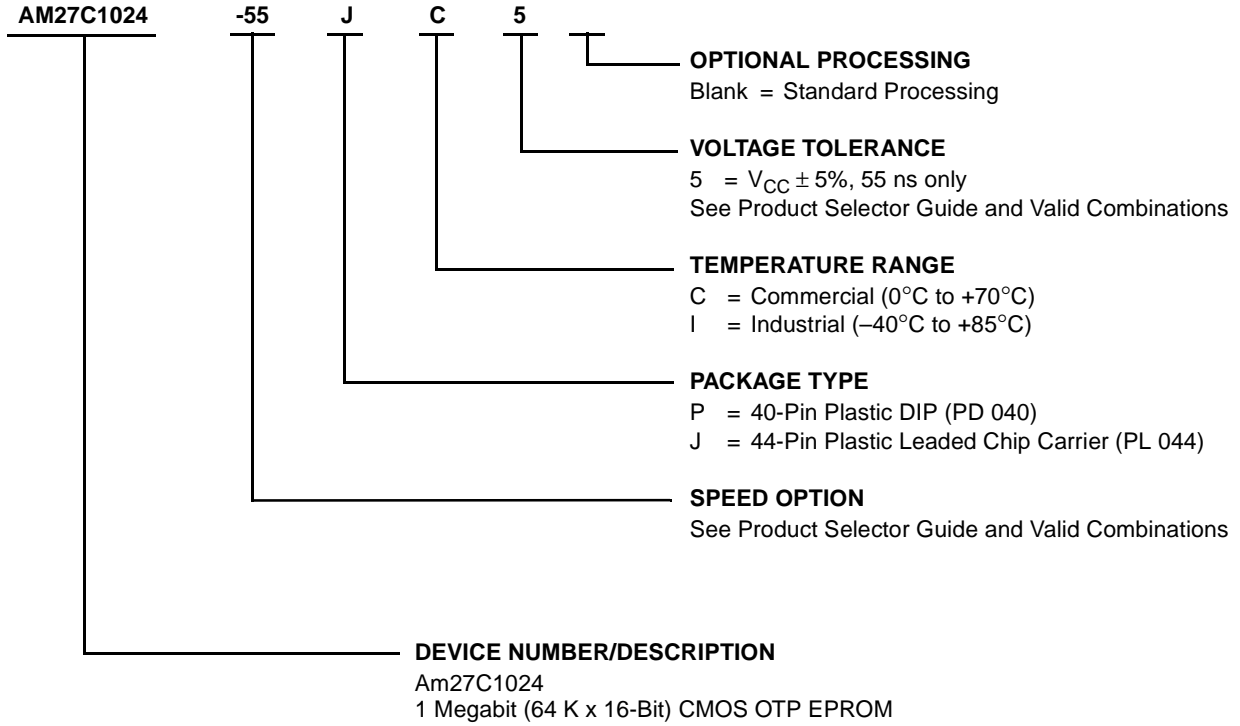 AM27C1024 -55 J C 5
OPTIONAL PROCESSING
Blank = Standard Processing
VOLTAGE TOLERANCE
5 = VCC ± 5%, 55 ns only
See Product Selector Guide and Valid Combinations
TEMPERATURE RANGE
C = Commercial (0°C to +70°C)
I = Industrial (–40°C to +85°C)
PACKAGE TYPE
P = 40-Pin Plastic DIP (PD 040)
J = 44-Pin Plastic Leaded Chip Carrier (PL 044)
SPEED OPTION
See Product Selector Guide and Valid Combinations
DEVICE NUMBER/DESCRIPTION
Am27C1024
1 Megabit (64 K x 16-Bit) CMOS OTP EPROM